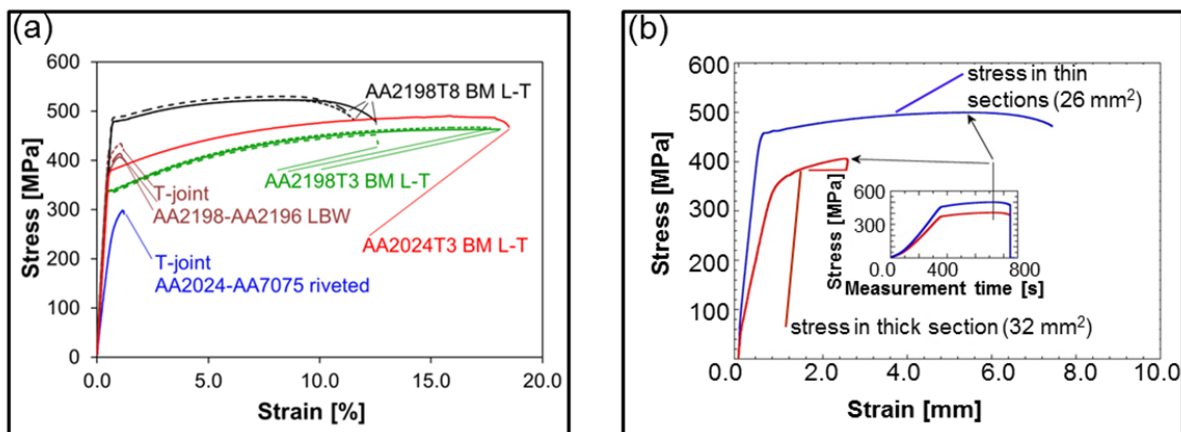 (a)
600
500
400
300
200
100
0
Stress [MPa]
AA2198T8 BM L-T
AA2198T3 BM L-T
T-joint
AA2198-AA2196 LBW
AA2024T3 BM L-T
T-joint
AA2024-AA7075 riveted
0.0 5.0 10.0 15.0 20.0
Strain [%]
(b)
600
500
400
300
200
100
Stress [MPa]
stress in thin
sections (26 mm²)
Stress [MPa]
600
300
0.0 400 800
Measurement time [s]
stress in thick section (32 mm²)
0.0 2.0 4.0 6.0 8.0 10.0
Strain [mm]